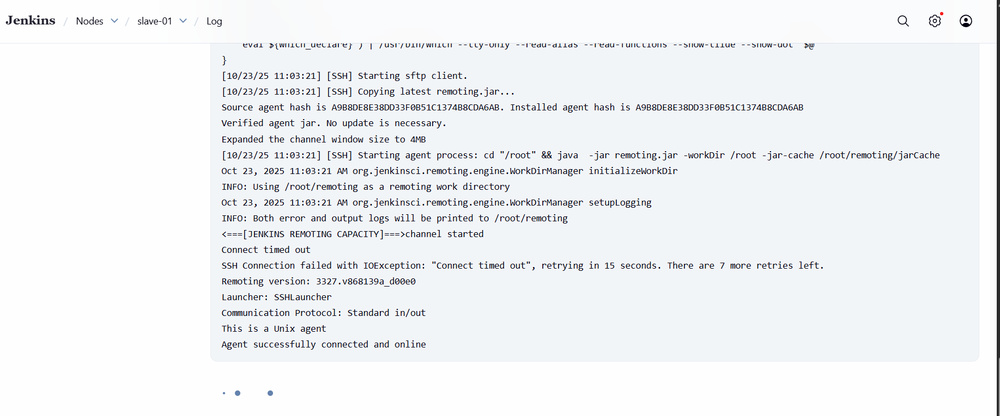 Jenkins / Nodes / slave-01 / Log
eval ${which_declare} ) | /usr/bin/which --tty-only --read-alias --read-functions --show-tilde --show-dot $@
}
[10/23/25 11:03:21] [SSH] Starting sftp client.
[10/23/25 11:03:21] [SSH] Copying latest remoting.jar...
Source agent hash is A9B8DE8E38DD33F0B51C1374B8CDA6AB. Installed agent hash is A9B8DE8E38DD33F0B51C1374B8CDA6AB
Verified agent jar. No update is necessary.
Expanded the channel window size to 4MB
[10/23/25 11:03:21] [SSH] Starting agent process: cd "/root" && java  -jar remoting.jar -workDir /root -jar-cache /root/remoting/jarCache
Oct 23, 2025 11:03:21 AM org.jenkinsci.remoting.engine.WorkDirManager initializeWorkDir
INFO: Using /root/remoting as a remoting work directory
Oct 23, 2025 11:03:21 AM org.jenkinsci.remoting.engine.WorkDirManager setupLogging
INFO: Both error and output logs will be printed to /root/remoting
<===[JENKINS REMOTING CAPACITY]===>channel started
Connect timed out
SSH Connection failed with IOException: "Connect timed out", retrying in 15 seconds. There are 7 more retries left.
Remoting version: 3327.v868139a_d00e0
Launcher: SSHLauncher
Communication Protocol: Standard in/out
This is a Unix agent
Agent successfully connected and online